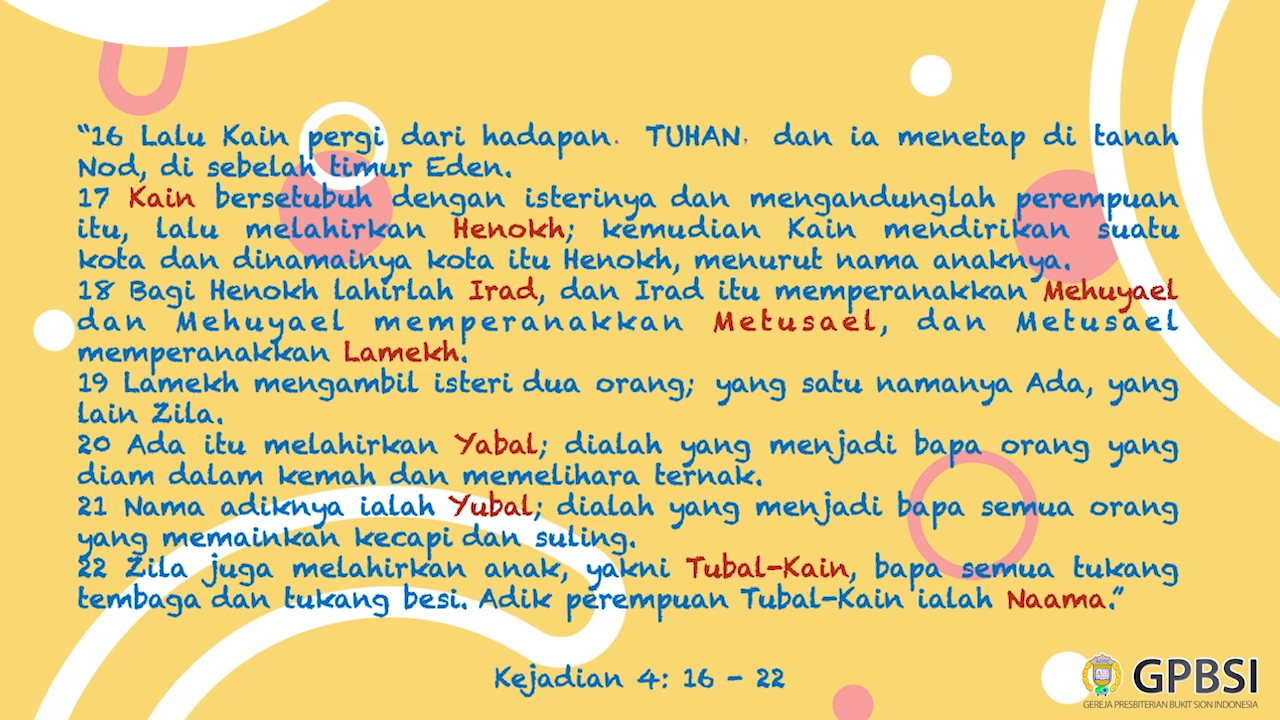 “16 Lalu Kain pergi dari hadapan. TUHAN, dan ia menetap di tanah
Nod, di sebelah timur Eden.
17 Kain bersetubuh dengan isterinya dan mengandunglah perempuan
itu, lalu melahirkan Henokh; kemudian Kain mendirikan suatu
kota dan dinamainya kota itu Henokh, menurut nama anaknya.
18 Bagi Henokh lahirlah Irad, dan Irad itu memperanakkan Mehuyael
dan Mehuyael memperanakkan Metusael, dan Metusael
memperanakkan Lamekh.
19 Lamekh mengambil isteri dua orang; yang satu namanya Ada, yang
lain Zila.
20 Ada itu melahirkan Yabal; dialah yang menjadi bapa orang yang
diam dalam kemah dan memelihara ternak.
21 Nama adiknya ialah Yubal; dialah yang menjadi bapa semua orang
yang memainkan kecapi dan suling.
22 Zila juga melahirkan anak, yakni Tubal-Kain, bapa semua tukang
tembaga dan tukang besi. Adik perempuan Tubal-Kain ialah Naama.”
Kejadian 4: 16 - 22
GPBSI
GEREJA PRESBITERIAN BUKIT SION INDONESIA